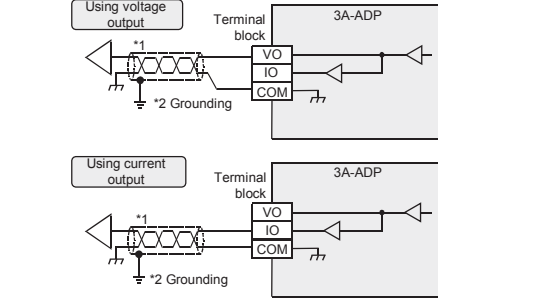 Using voltage
output
Terminal
block
3A-ADP
*1
VO
IO
COM
*2 Grounding
Using current
output
Terminal
block
3A-ADP
*1
VO
IO
COM
*2 Grounding